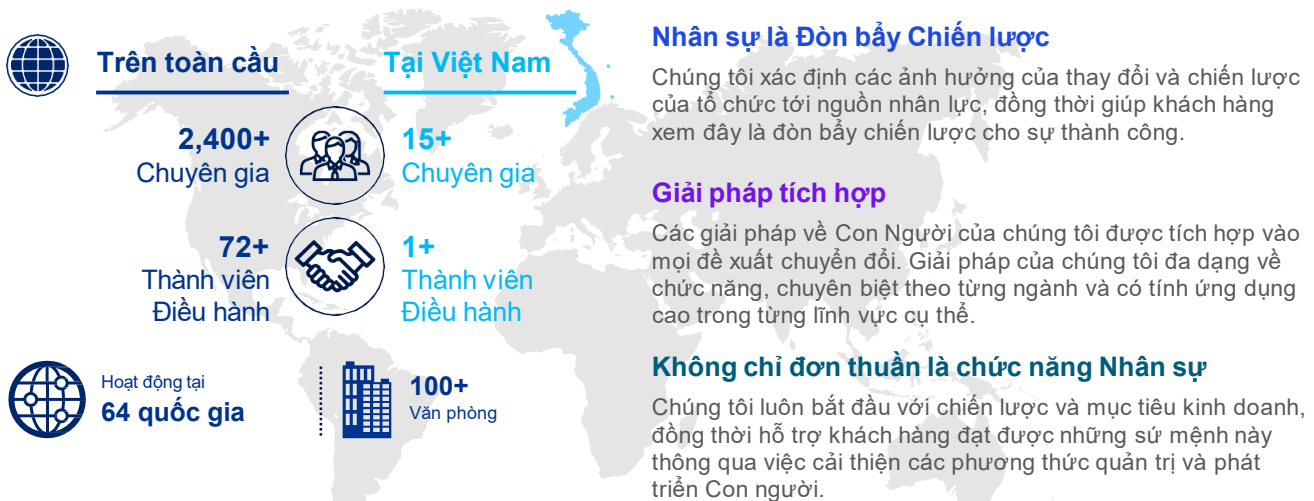 Trên toàn cầu
Tại Việt Nam
2,400+
Chuyên gia
15+
Chuyên gia
72+
Thành viên
Điều hành
1+
Thành viên
Điều hành
Hoạt động tại
64 quốc gia
100+
Văn phòng
Nhân sự là Đòn bẩy Chiến lược
Chúng tôi xác định các ảnh hưởng của thay đổi và chiến lược
của tổ chức tới nguồn nhân lực, đồng thời giúp khách hàng
xem đây là đòn bẩy chiến lược cho sự thành công.
Giải pháp tích hợp
Các giải pháp về Con Người của chúng tôi được tích hợp vào
mọi đề xuất chuyển đổi. Giải pháp của chúng tôi đa dạng về
chức năng, chuyên biệt theo từng ngành và có tính ứng dụng
cao trong từng lĩnh vực cụ thể.
Không chỉ đơn thuần là chức năng Nhân sự
Chúng tôi luôn bắt đầu với chiến lược và mục tiêu kinh doanh,
đồng thời hỗ trợ khách hàng đạt được những sứ mệnh này
thông qua việc cải thiện các phương thức quản trị và phát
triển Con người.